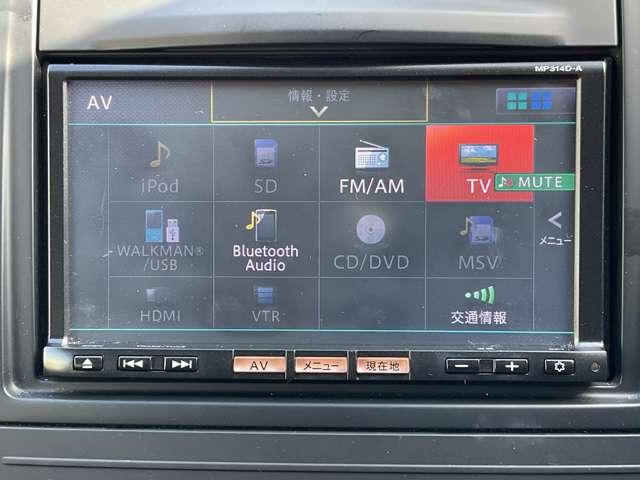 MP314D-A
AV
情報・設定
iPod
SD
FM/AM
TV
MUTE
WALKMAN®
/USB
Bluetooth
Audio
CD/DVD
MSV
メニュー
HDMI
VTR
交通情報
AV
メニュー
現在地